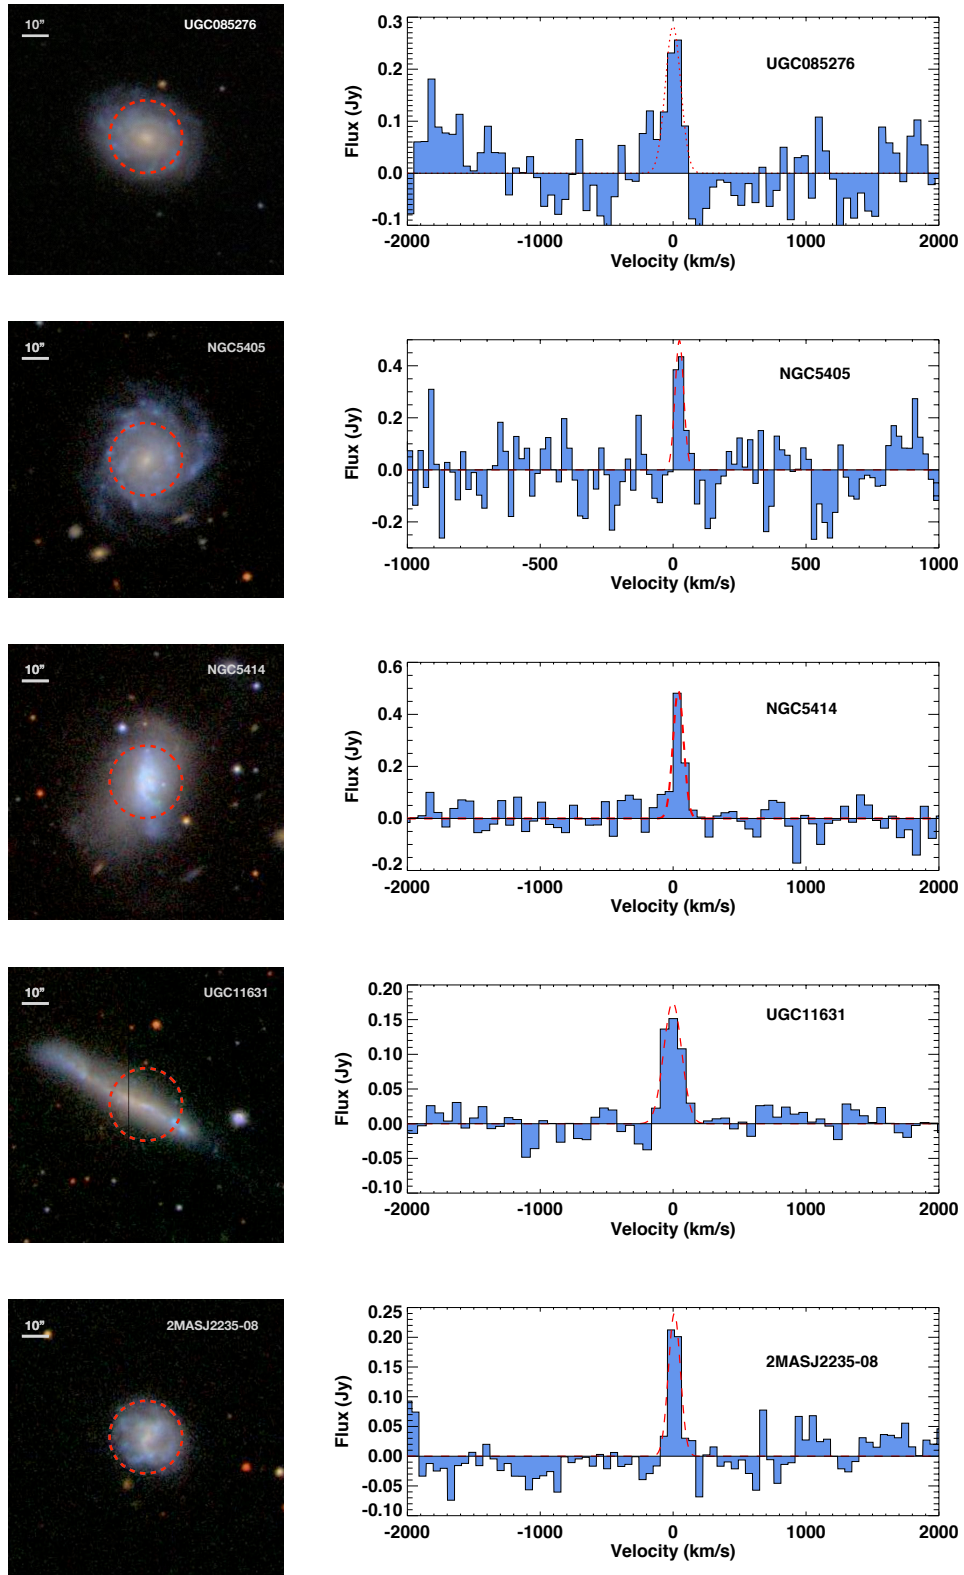 10"
UGC085276
0.3
0.2
0.1
0.0
-0.1
Flux (Jy)
UGC085276
-2000 -1000 0 1000 2000
Velocity (km/s)
10"
NGC5405
0.4
0.2
0.0
-0.2
Flux (Jy)
NGC5405
-1000 -500 0 500 1000
Velocity (km/s)
10"
NGC5414
0.6
0.4
0.2
0.0
-0.2
Flux (Jy)
NGC5414
-2000 -1000 0 1000 2000
Velocity (km/s)
10"
UGC11631
0.20
0.15
0.10
0.05
0.00
-0.05
-0.10
Flux (Jy)
UGC11631
-2000 -1000 0 1000 2000
Velocity (km/s)
10"
2MASJ2235-08
0.25
0.20
0.15
0.10
0.05
0.00
-0.05
-0.10
Flux (Jy)
2MASJ2235-08
-2000 -1000 0 1000 2000
Velocity (km/s)